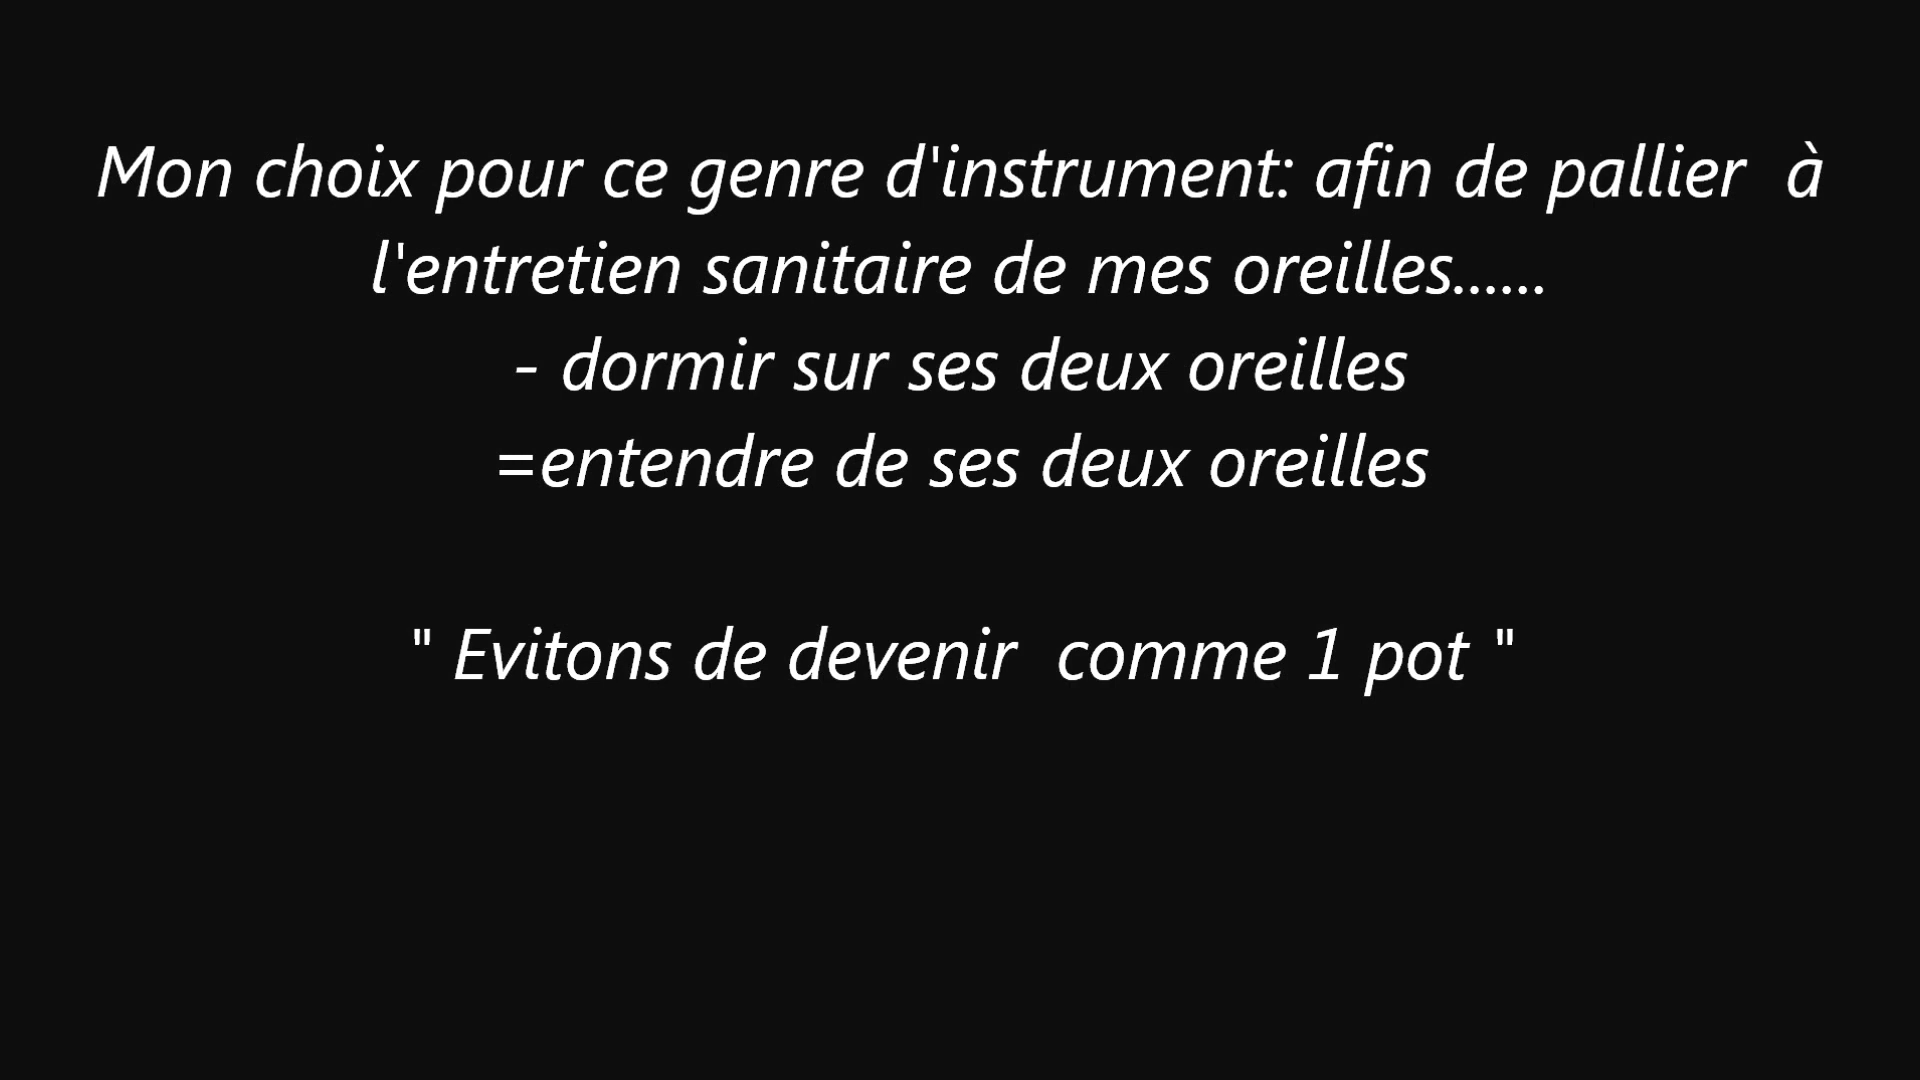 Mon choix pour ce genre d'instrument: afin de pallier  à
l'entretien sanitaire de mes oreilles......
- dormir sur ses deux oreilles
=entendre de ses deux oreilles
" Evitons de devenir  comme 1 pot "